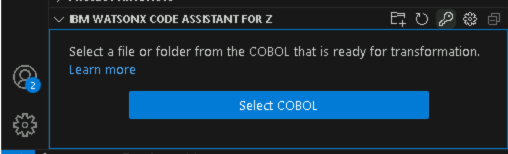 IBM WATSONX CODE ASSISTANT FOR Z
Select a file or folder from the COBOL that is ready for transformation.
Learn more
Select COBOL
2